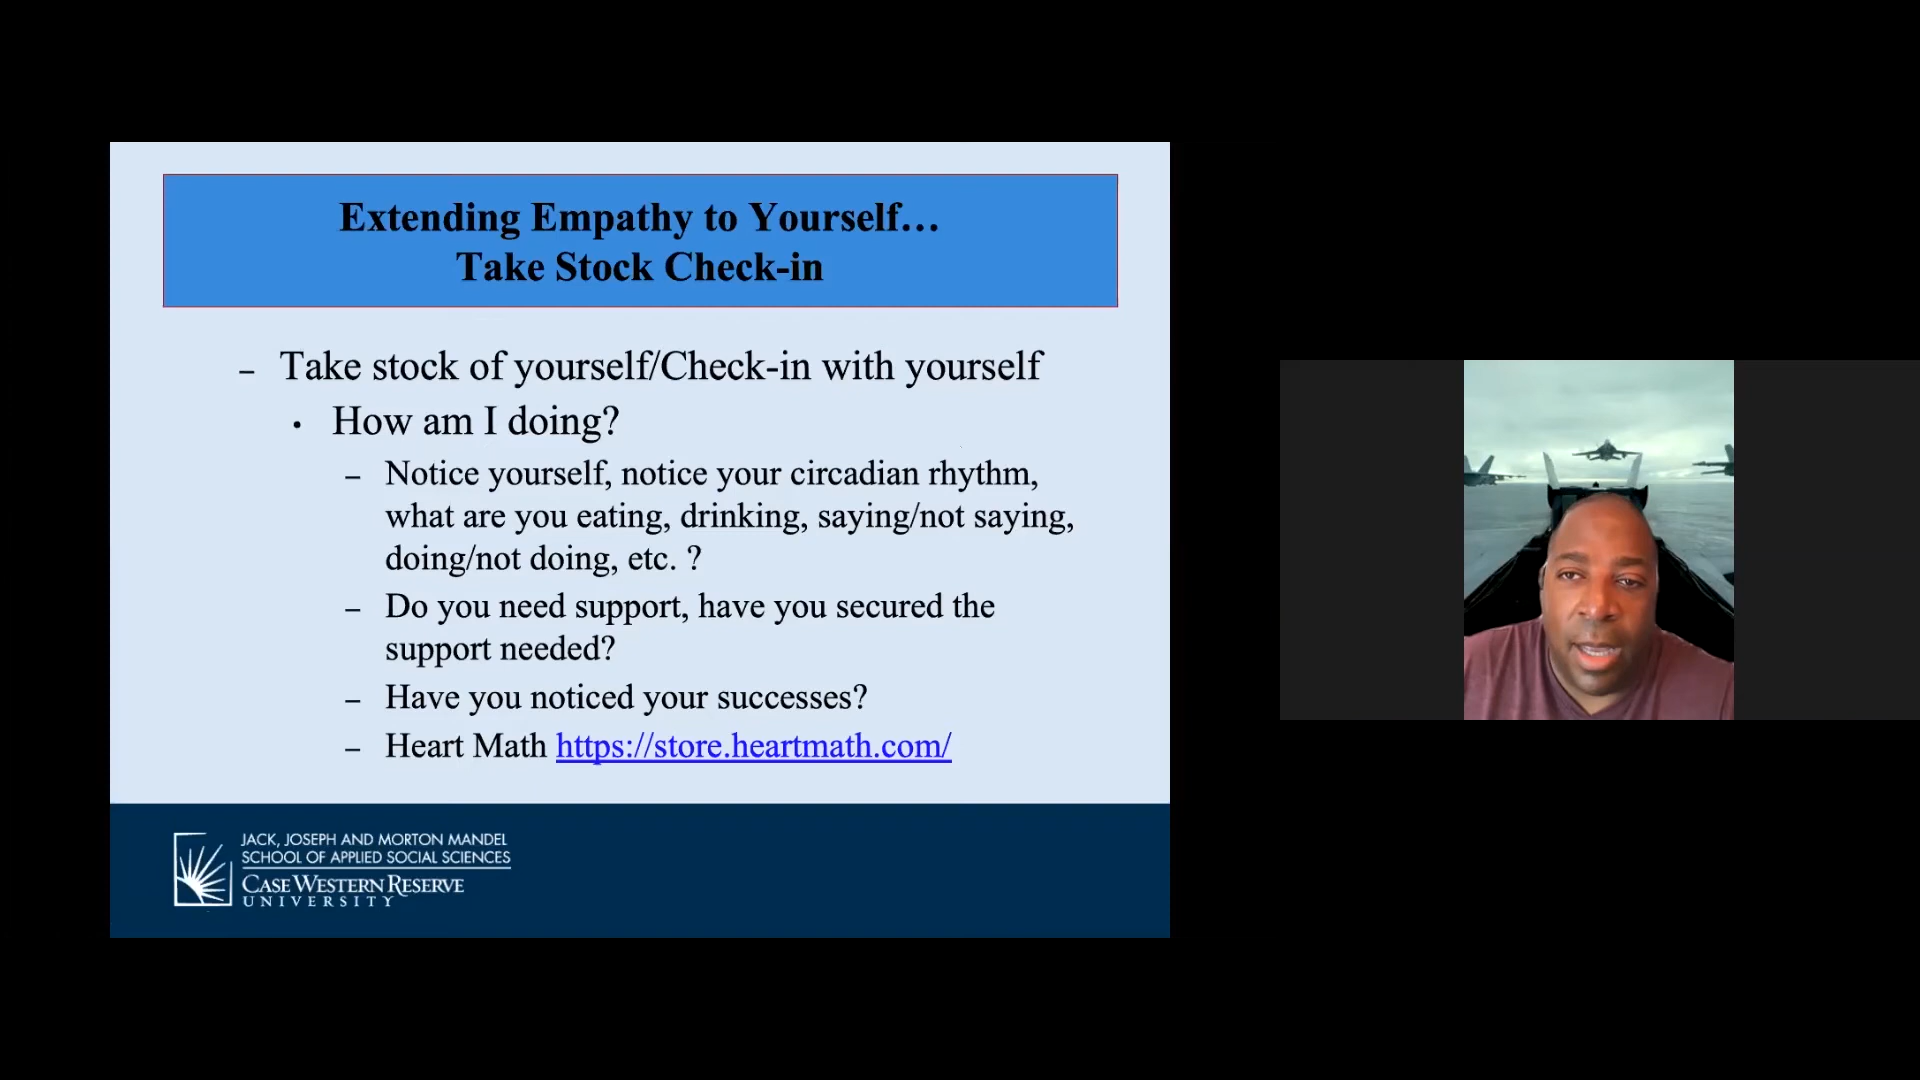 Extending Empathy to Yourself…
Take Stock Check-in
– Take stock of yourself/Check-in with yourself
• How am I doing?
– Notice yourself, notice your circadian rhythm,
what are you eating, drinking, saying/not saying,
doing/not doing, etc. ?
– Do you need support, have you secured the
support needed?
– Have you noticed your successes?
– Heart Math https://store.heartmath.com/
JACK, JOSEPH AND MORTON MANDEL
SCHOOL OF APPLIED SOCIAL SCIENCES
CASE WESTERN RESERVE
UNIVERSITY